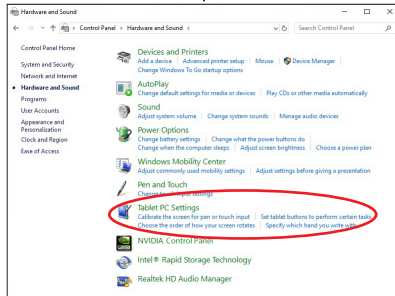 Hardware and Sound
Control Panel > Hardware and Sound >
Search Control Panel
Control Panel Home
System and Security
Network and Internet
Hardware and Sound
Programs
User Accounts
Appearance and
Personalization
Clock and Region
Ease of Access
Devices and Printers
Add a device | Advanced printer setup | Mouse | Device Manager |
Change Windows To Go startup options
AutoPlay
Change default settings for media or devices | Play CDs or other media automatically
Sound
Adjust system volume | Change system sounds | Manage audio devices
Power Options
Change battery settings | Change what the power buttons do |
Change when the computer sleeps | Adjust screen brightness | Choose a power plan
Windows Mobility Center
Adjust commonly used mobility settings | Adjust settings before giving a presentation
Pen and Touch
Change touch input settings
Tablet PC Settings
Calibrate the screen for pen or touch input | Set tablet buttons to perform certain tasks
Choose the order of how your screen rotates | Specify which hand you write with
NVIDIA Control Panel
Intel® Rapid Storage Technology
Realtek HD Audio Manager